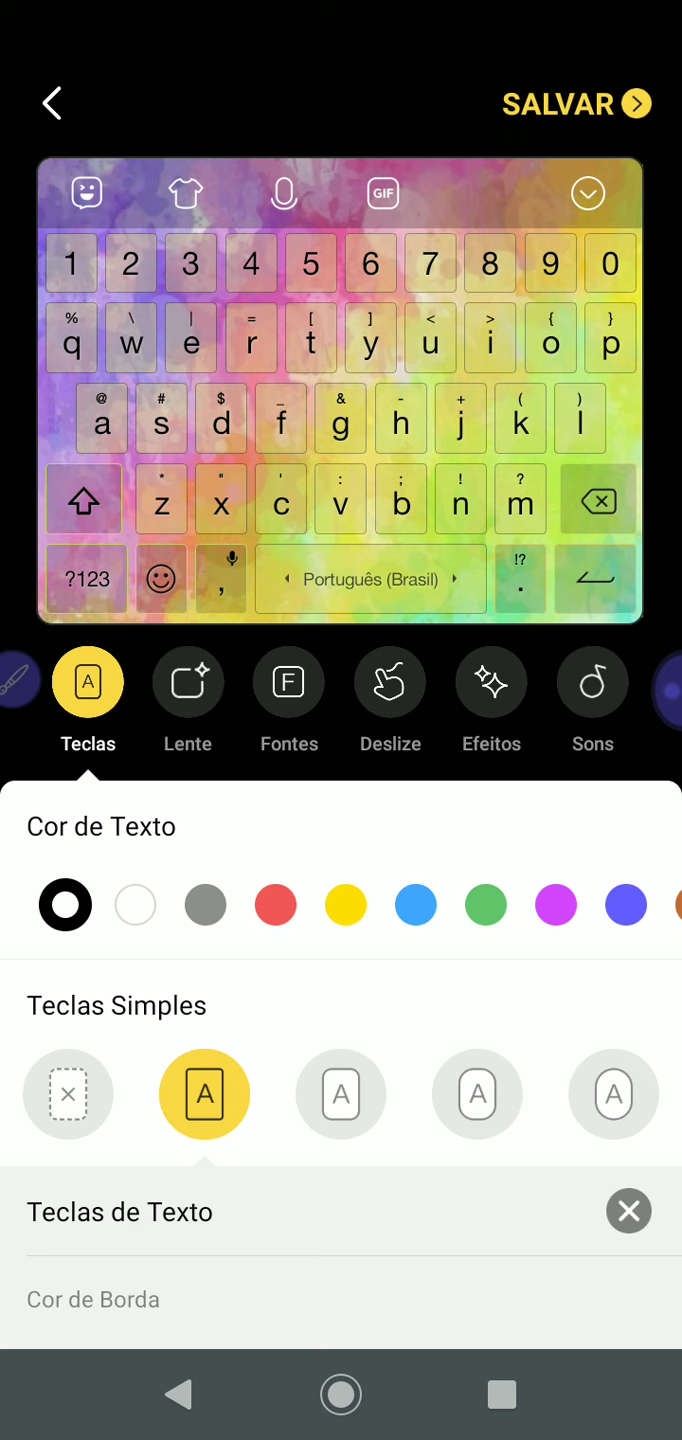 SALVAR
GIF
1 2 3 4 5 6 7 8 9 0
% \ | = [ ] < > { }
q w e r t y u i o p
@ # $ _ & - + ( )
a s d f g h j k l
* " ' : ; ! ?
z x c v b n m
!?
?123 , Português (Brasil) .
A F
Teclas Lente Fontes Deslize Efeitos Sons
Cor de Texto
Teclas Simples
A A A A
Teclas de Texto
Cor de Borda